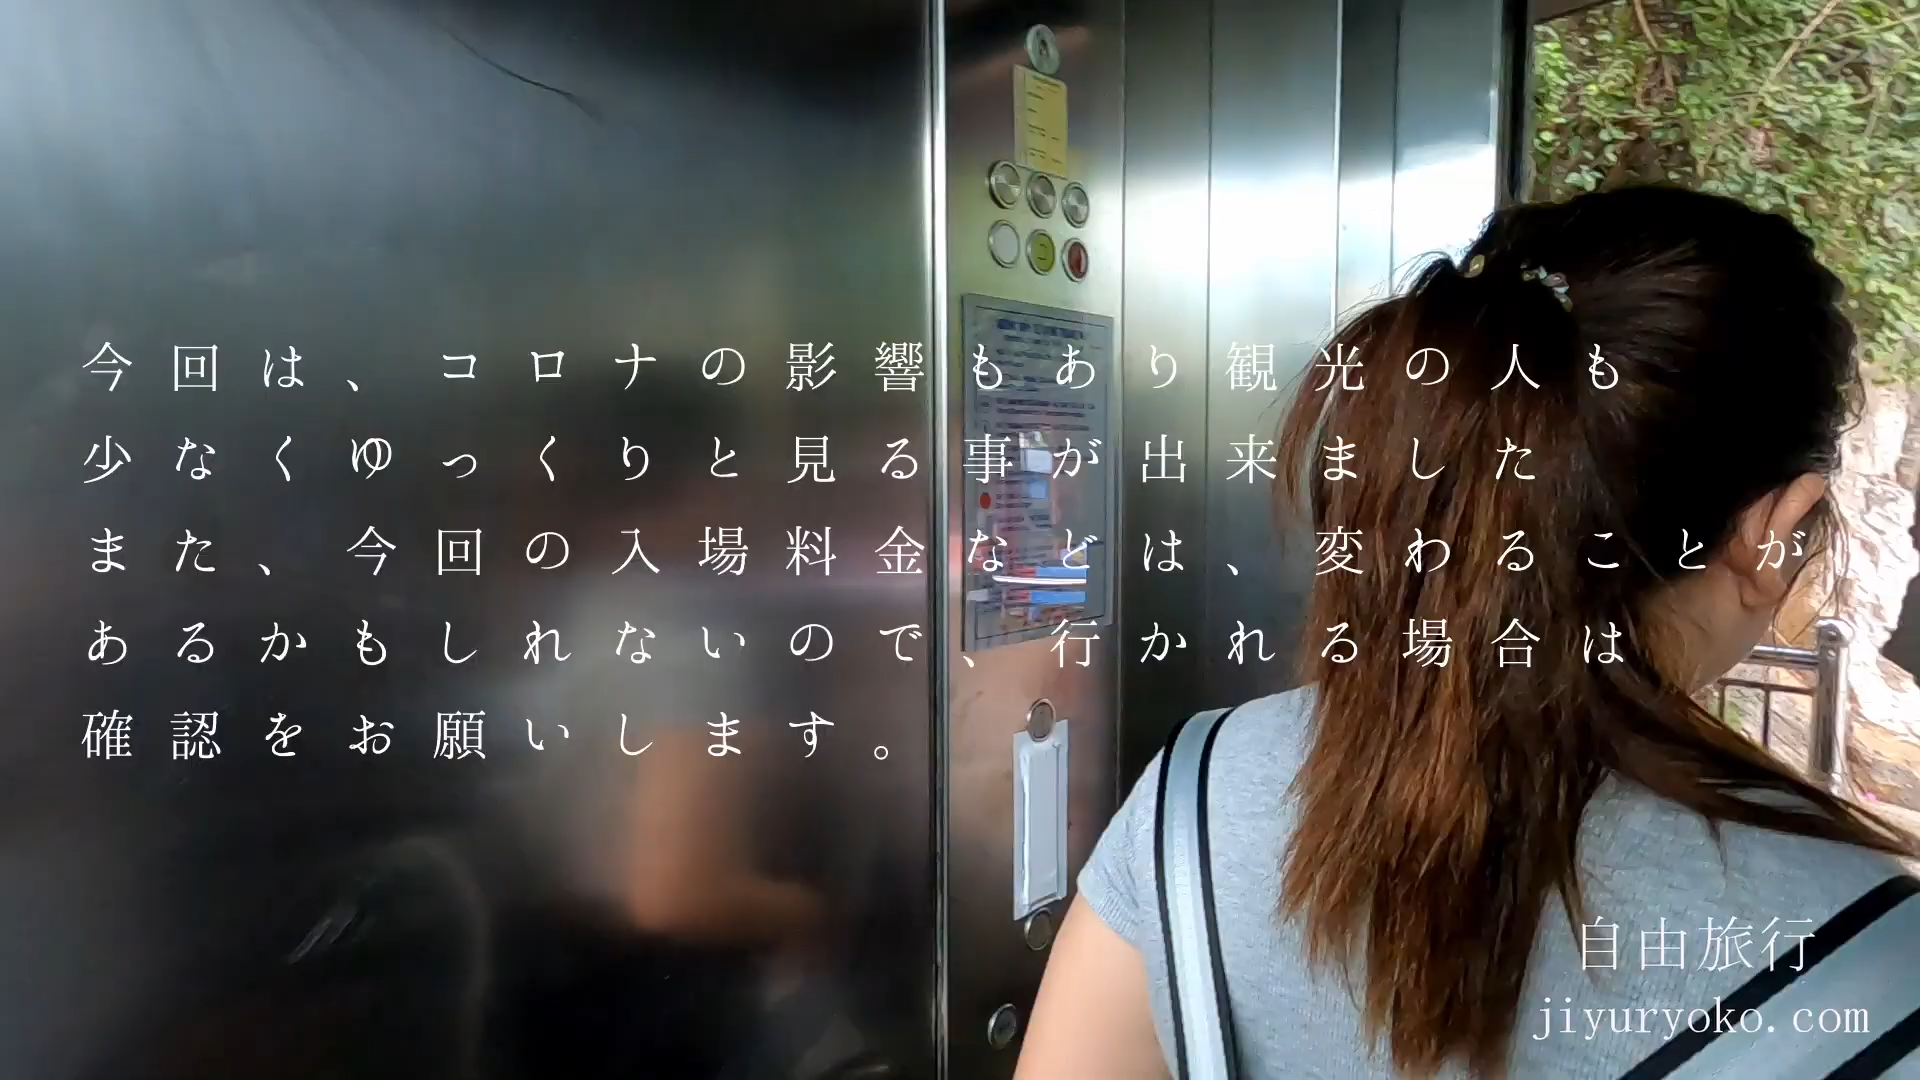 今回は、コロナの影響もあり観光の人も
少なくゆっくりと見る事が出来ました
また、今回の入場料金などは、変わることが
あるかもしれないので、行かれる場合は
確認をお願いします。
自由旅行
jiyuryoko.com